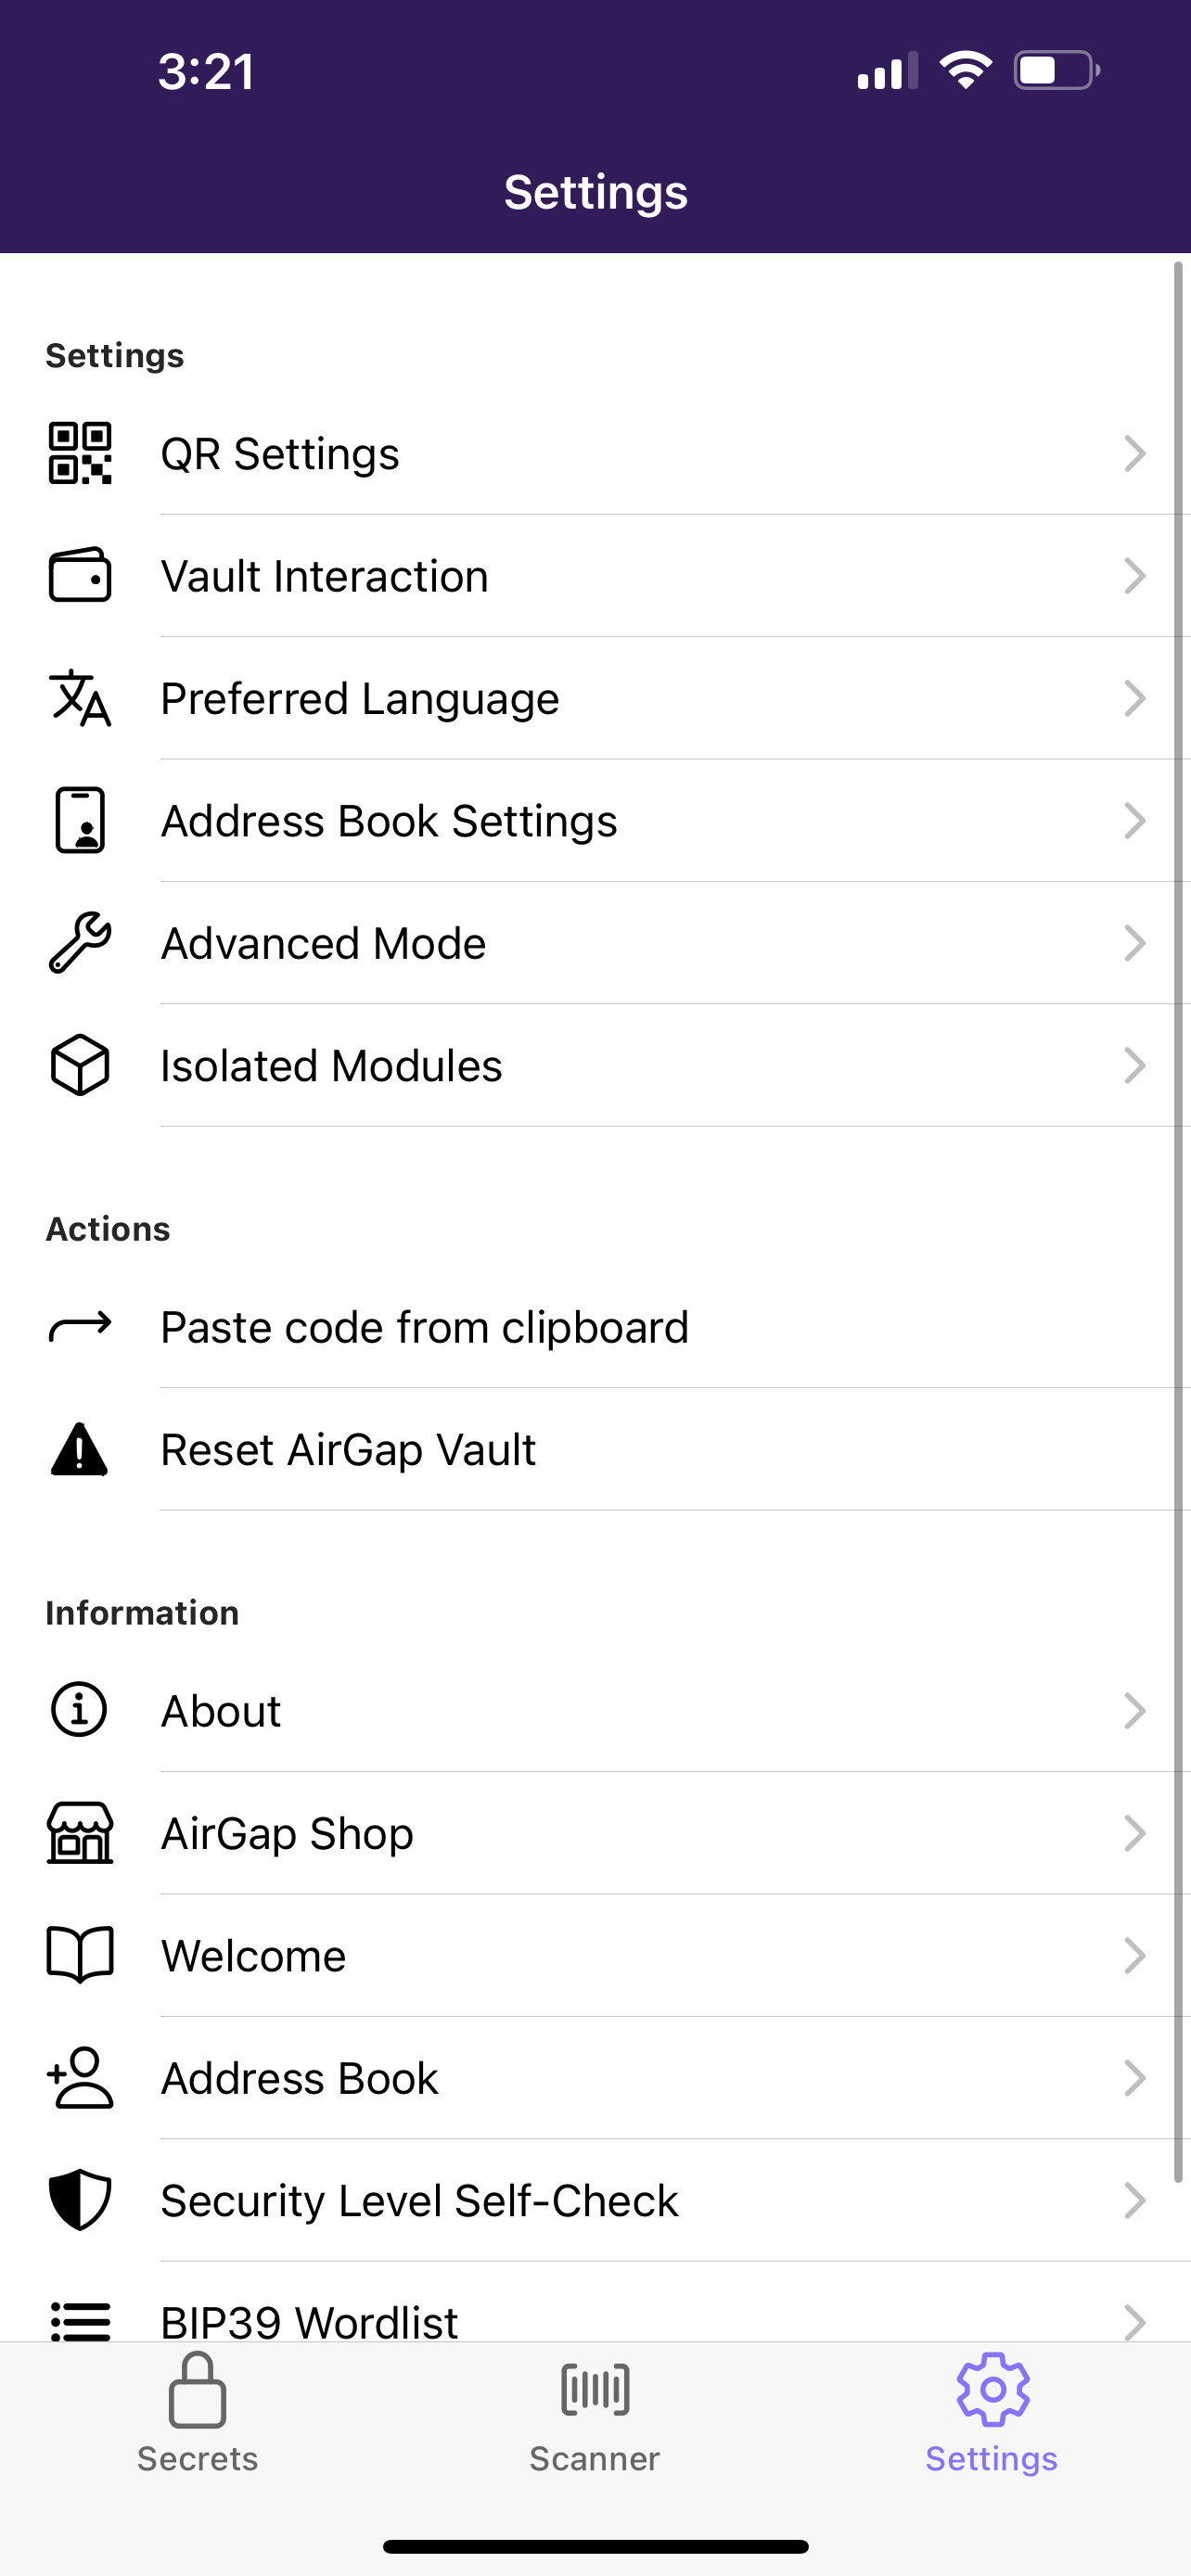 3:21
Settings
Settings
QR Settings
Vault Interaction
Preferred Language
Address Book Settings
Advanced Mode
Isolated Modules
Actions
Paste code from clipboard
Reset AirGap Vault
Information
About
AirGap Shop
Welcome
Address Book
Security Level Self-Check
BIP39 Wordlist
Secrets
Scanner
Settings